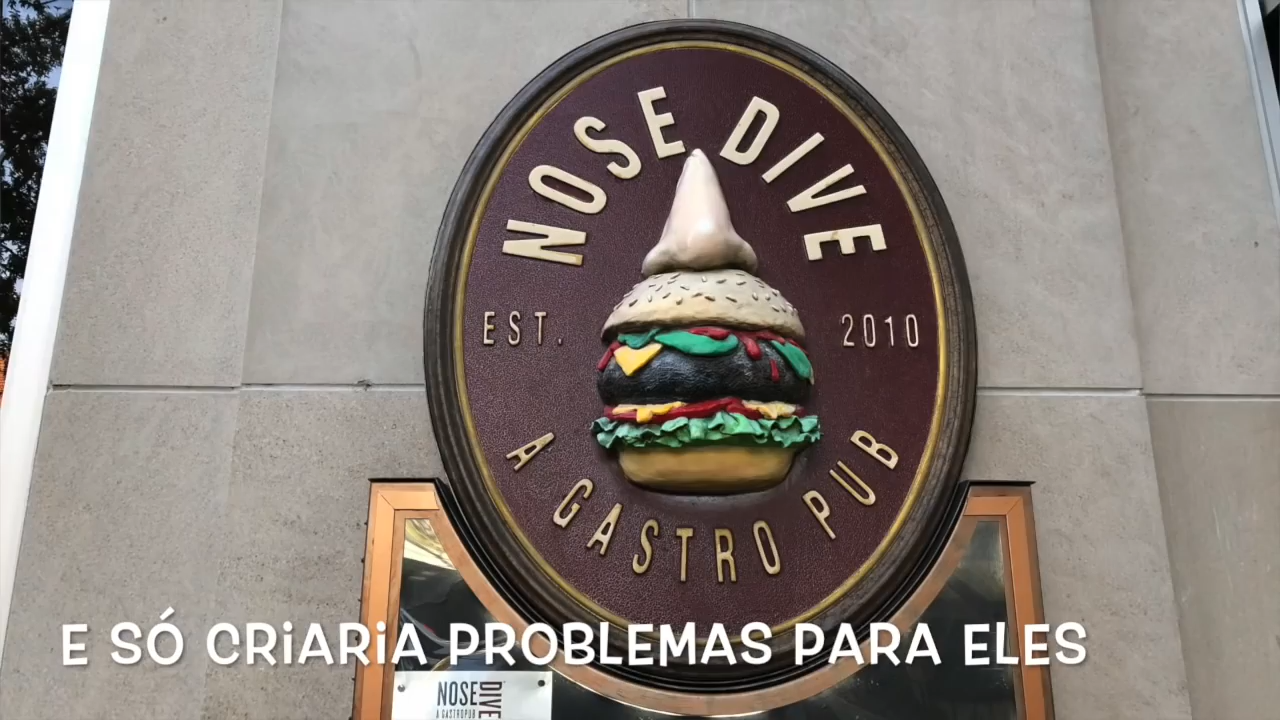 NOSE DIVE
EST. 2010
A GASTRO PUB
E SÓ CRiARiA PROBLEMAS PARA ELES
NOSE DIVE
A GASTROPUB